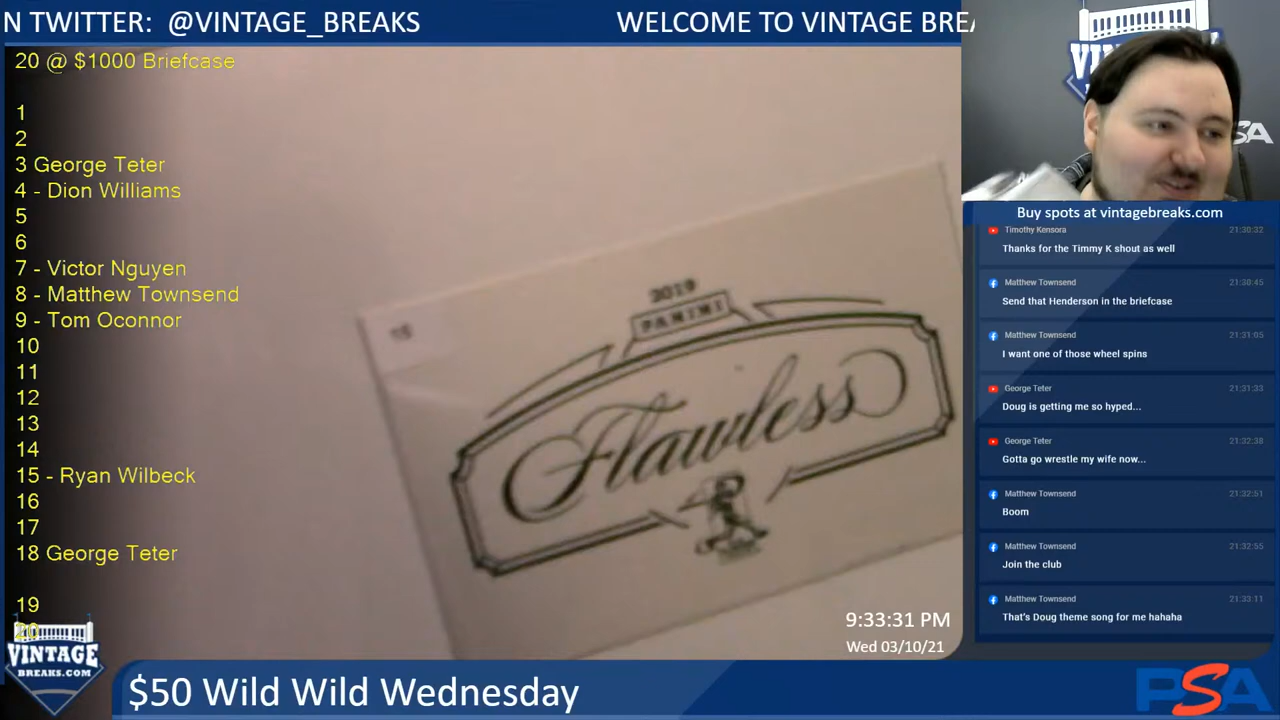 N TWITTER: @VINTAGE_BREAKS
WELCOME TO VINTAGE BREA
20 @ $1000 Briefcase
1
2
3 George Teter
4 - Dion Williams
5
6
7 - Victor Nguyen
8 - Matthew Townsend
9 - Tom Oconnor
10
11
12
13
14
15 - Ryan Wilbeck
16
17
18 George Teter
19
20
VINTAGE
BREAKS.COM
2019
PANINI
Flawless
9:33:31 PM
Wed 03/10/21
SA
Buy spots at vintagebreaks.com
Timothy Kensora 21:30:32
Thanks for the Timmy K shout as well
Matthew Townsend 21:30:45
Send that Henderson in the briefcase
Matthew Townsend 21:31:05
I want one of those wheel spins
George Teter 21:31:33
Doug is getting me so hyped...
George Teter 21:32:38
Gotta go wrestle my wife now...
Matthew Townsend 21:32:51
Boom
Matthew Townsend 21:32:55
Join the club
Matthew Townsend 21:33:11
That's Doug theme song for me hahaha
$50 Wild Wild Wednesday
PSA